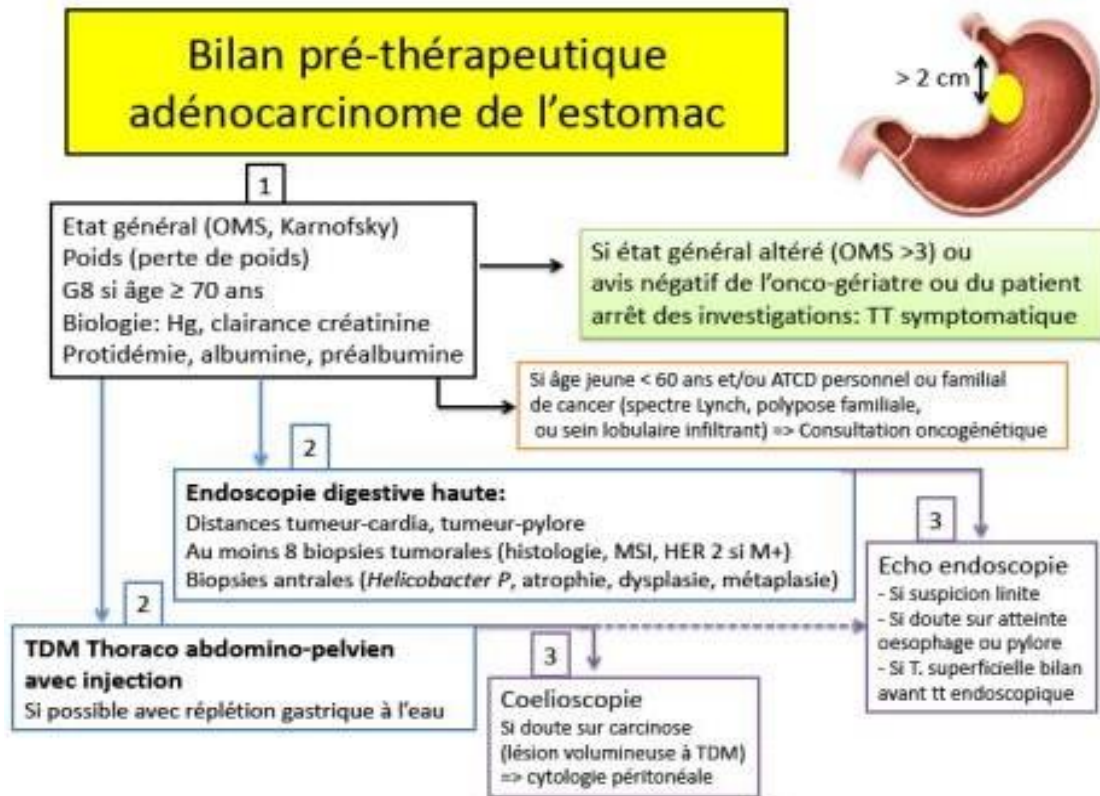 Bilan pré-thérapeutique
adénocarcinome de l'estomac
> 2 cm
1
Etat général (OMS, Karnofsky)
Poids (perte de poids)
G8 si âge ≥ 70 ans
Biologie: Hg, clairance créatinine
Protidémie, albumine, préalbumine
Si état général altéré (OMS >3) ou
avis négatif de l'onco-gériatre ou du patient
arrêt des investigations: TT symptomatique
Si âge jeune < 60 ans et/ou ATCD personnel ou familial
de cancer (spectre Lynch, polypose familiale,
ou sein lobulaire infiltrant) => Consultation oncogénétique
2
Endoscopie digestive haute:
Distances tumeur-cardia, tumeur-pylore
Au moins 8 biopsies tumorales (histologie, MSI, HER 2 si M+)
Biopsies antrales (Helicobacter P, atrophie, dysplasie, métaplasie)
3
Echo endoscopie
- Si suspicion linite
- Si doute sur atteinte
oesophage ou pylore
- Si T. superficielle bilan
avant tt endoscopique
2
TDM Thoraco abdomino-pelvien
avec injection
Si possible avec réplétion gastrique à l'eau
3
Coelioscopie
Si doute sur carcinose
(lésion volumineuse à TDM)
=> cytologie péritonéale